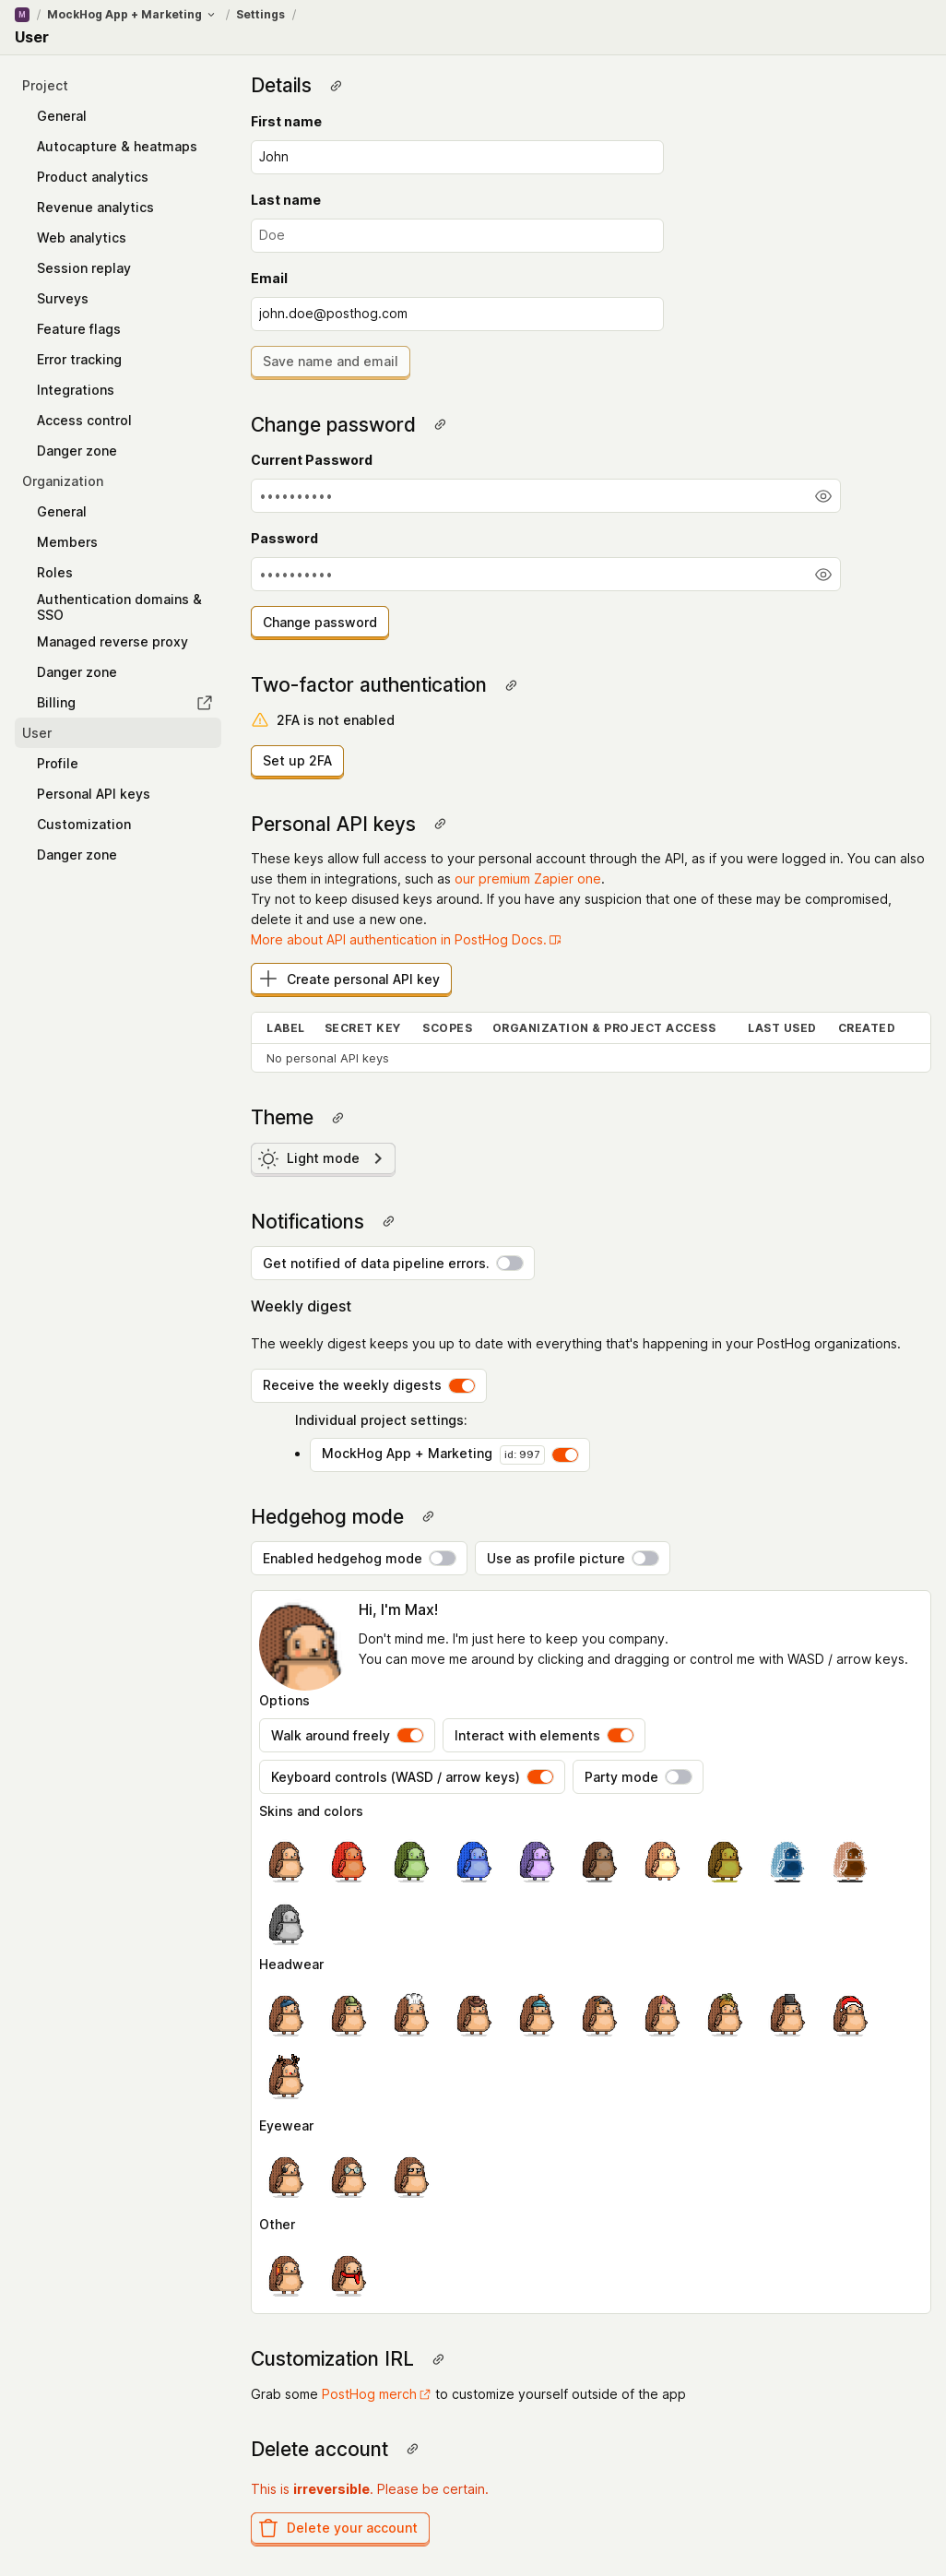 M / MockHog App + Marketing / Settings /
User
Project
General
Autocapture & heatmaps
Product analytics
Revenue analytics
Web analytics
Session replay
Surveys
Feature flags
Error tracking
Integrations
Access control
Danger zone
Organization
General
Members
Roles
Authentication domains &
SSO
Managed reverse proxy
Danger zone
Billing
User
Profile
Personal API keys
Customization
Danger zone
Details
First name
John
Last name
Doe
Email
john.doe@posthog.com
Save name and email
Change password
Current Password
••••••••••
Password
••••••••••
Change password
Two-factor authentication
2FA is not enabled
Set up 2FA
Personal API keys
These keys allow full access to your personal account through the API, as if you were logged in. You can also
use them in integrations, such as our premium Zapier one.
Try not to keep disused keys around. If you have any suspicion that one of these may be compromised,
delete it and use a new one.
More about API authentication in PostHog Docs.
Create personal API key
LABEL SECRET KEY SCOPES ORGANIZATION & PROJECT ACCESS LAST USED CREATED
No personal API keys
Theme
Light mode
Notifications
Get notified of data pipeline errors.
Weekly digest
The weekly digest keeps you up to date with everything that's happening in your PostHog organizations.
Receive the weekly digests
Individual project settings:
• MockHog App + Marketing id: 997
Hedgehog mode
Enabled hedgehog mode Use as profile picture
Hi, I'm Max!
Don't mind me. I'm just here to keep you company.
You can move me around by clicking and dragging or control me with WASD / arrow keys.
Options
Walk around freely Interact with elements
Keyboard controls (WASD / arrow keys) Party mode
Skins and colors
Headwear
Eyewear
Other
Customization IRL
Grab some PostHog merch to customize yourself outside of the app
Delete account
This is irreversible. Please be certain.
Delete your account